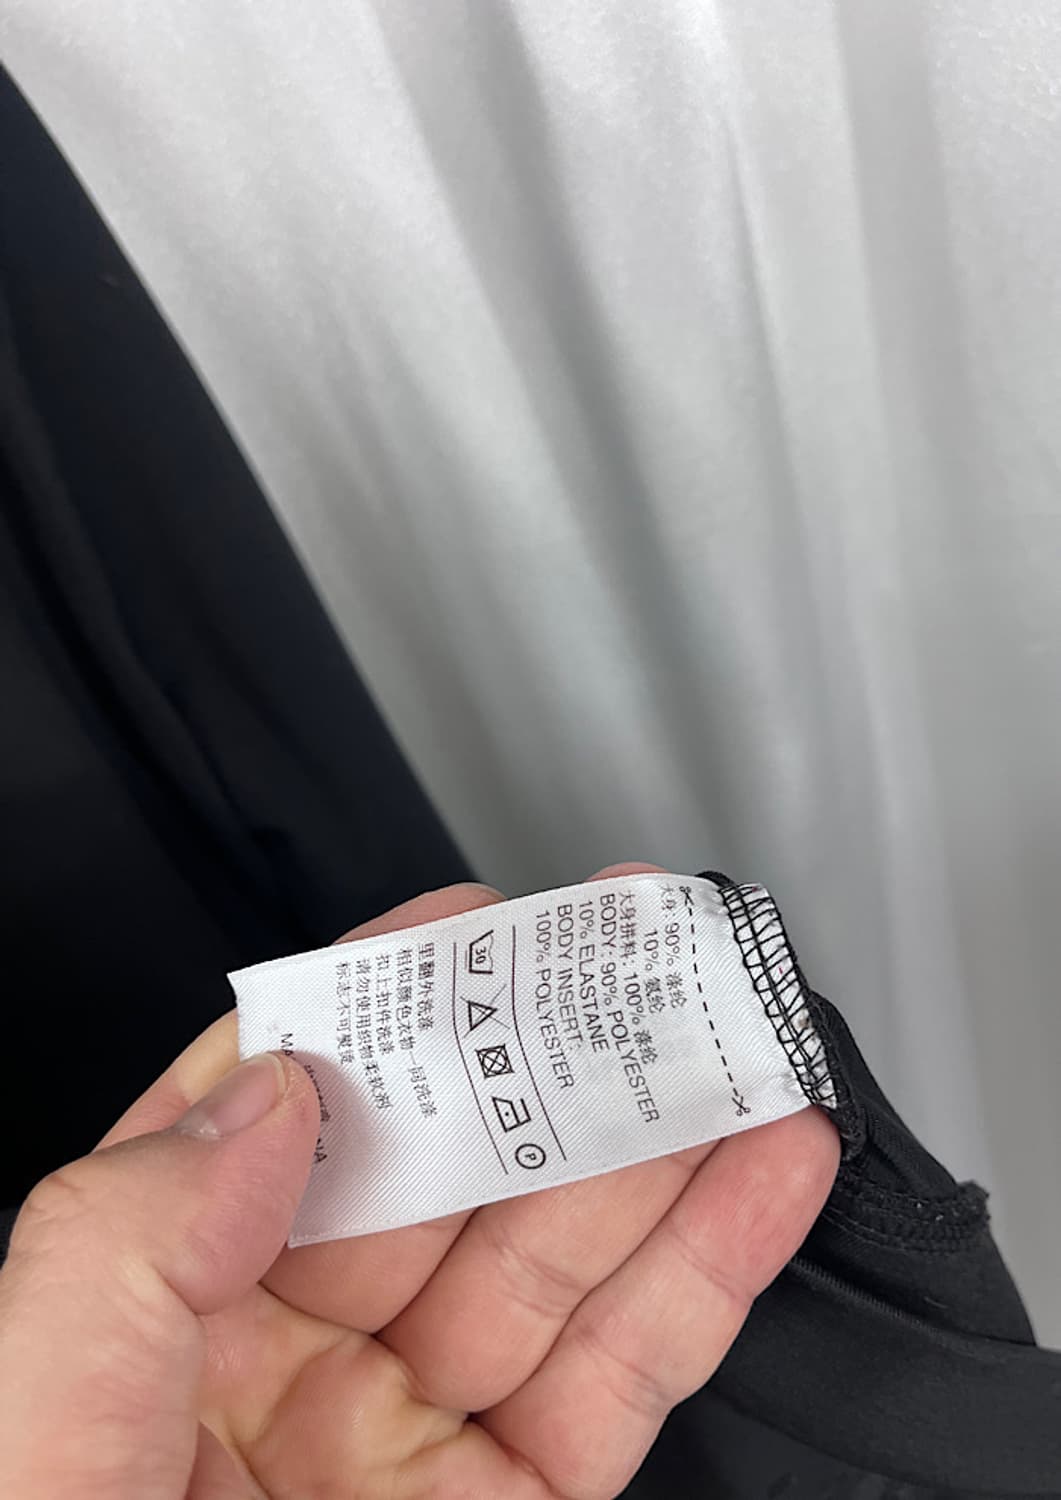 大身: 90% 涤纶
10% 氨纶
大身拼料: 100% 涤纶
BODY: 90% POLYESTER
10% ELASTANE
BODY INSERT:
100% POLYESTER
30
P
里翻外洗涤
相似颜色衣物一同洗涤
扣上扣件洗涤
请勿使用织物柔软剂
标志不可熨烫